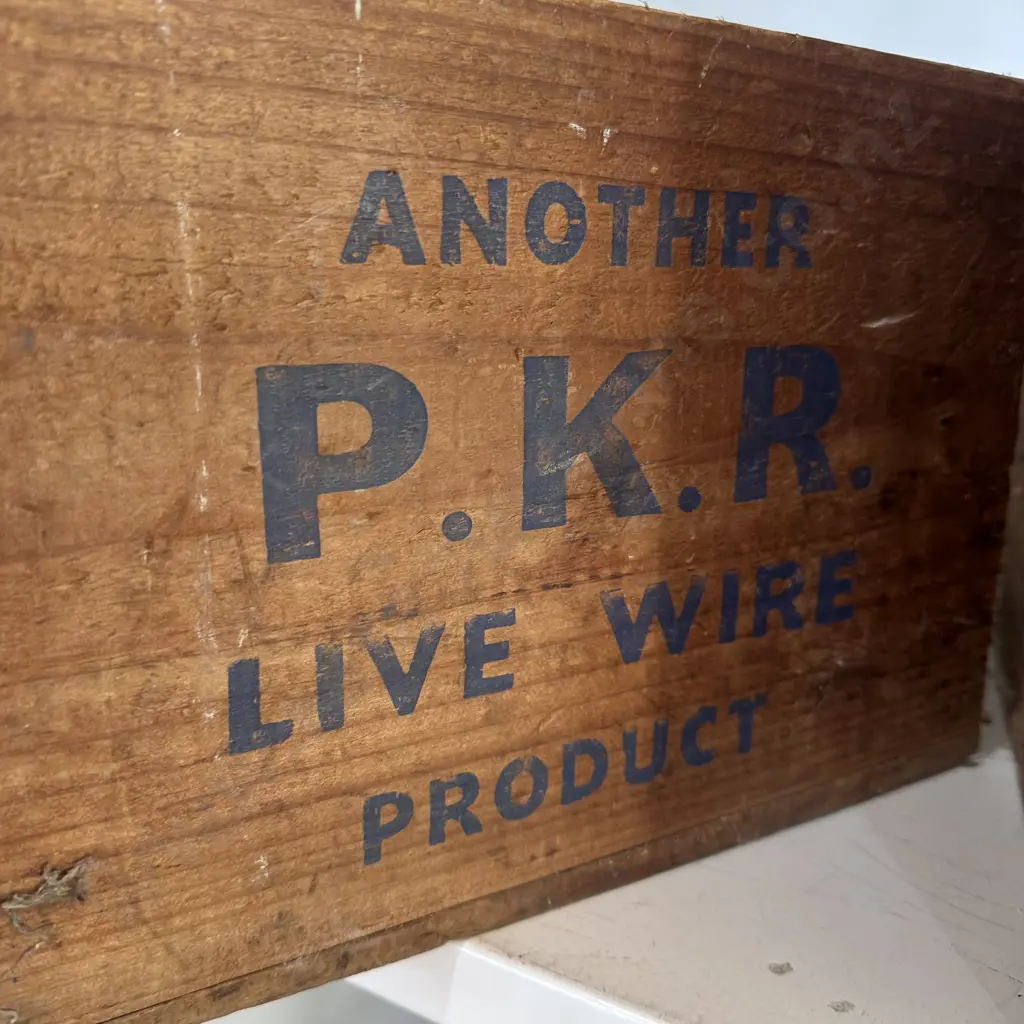 ANOTHER
P.K.R.
LIVE WIRE
PRODUCT